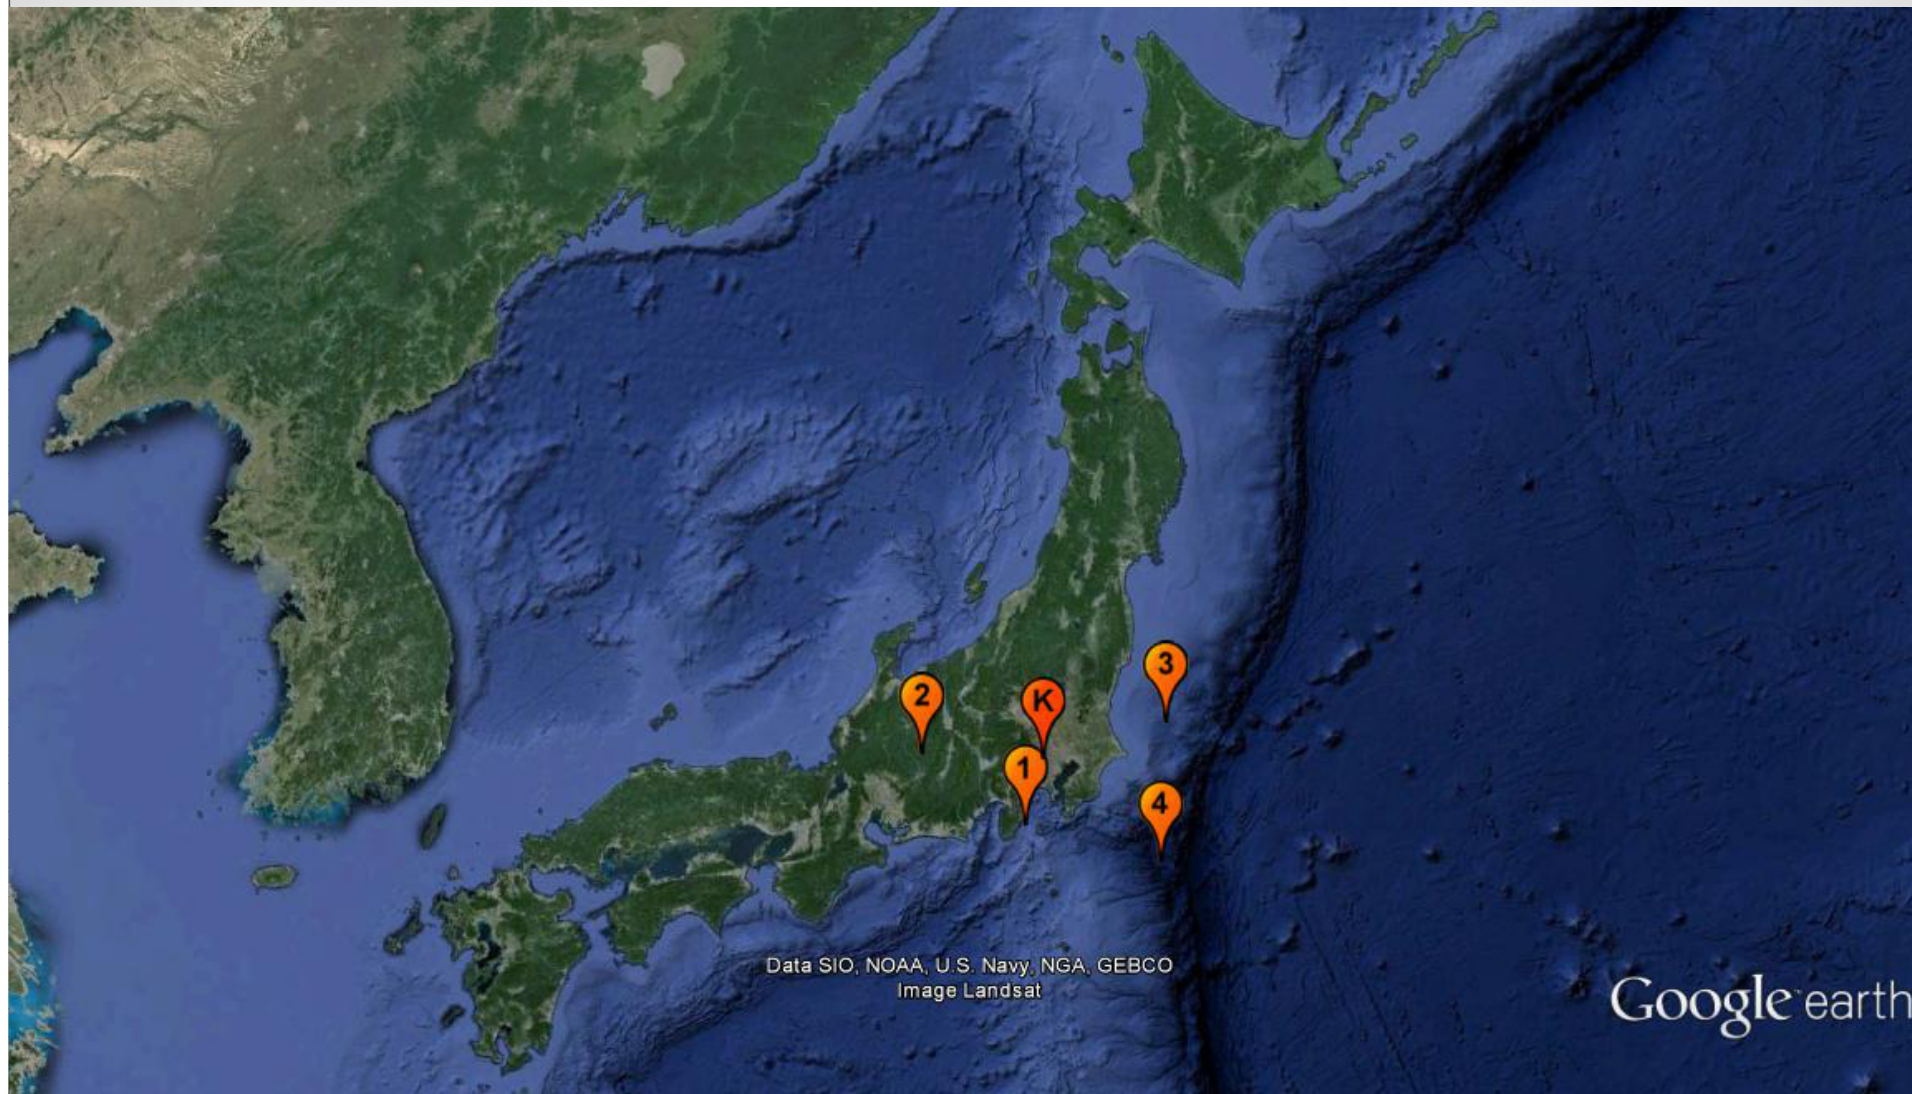 3
2
K
1
4
Data SIO, NOAA, U.S. Navy, NGA, GEBCO
Image Landsat
Google earth